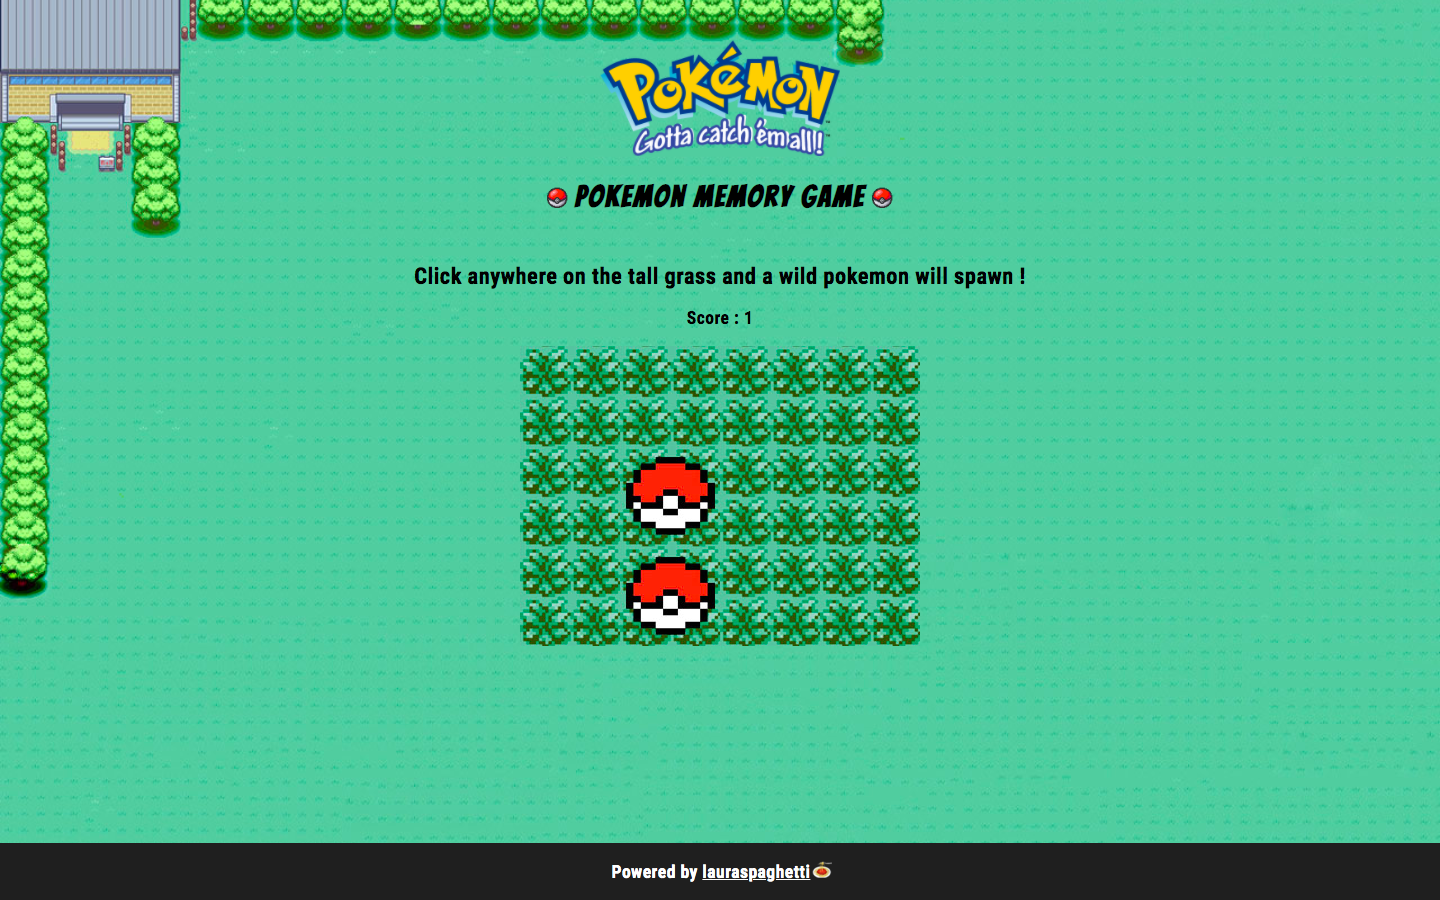 POKéMON
Gotta catch 'em all!
POKEMON MEMORY GAME
Click anywhere on the tall grass and a wild pokemon will spawn !
Score : 1
Powered by lauraspaghetti